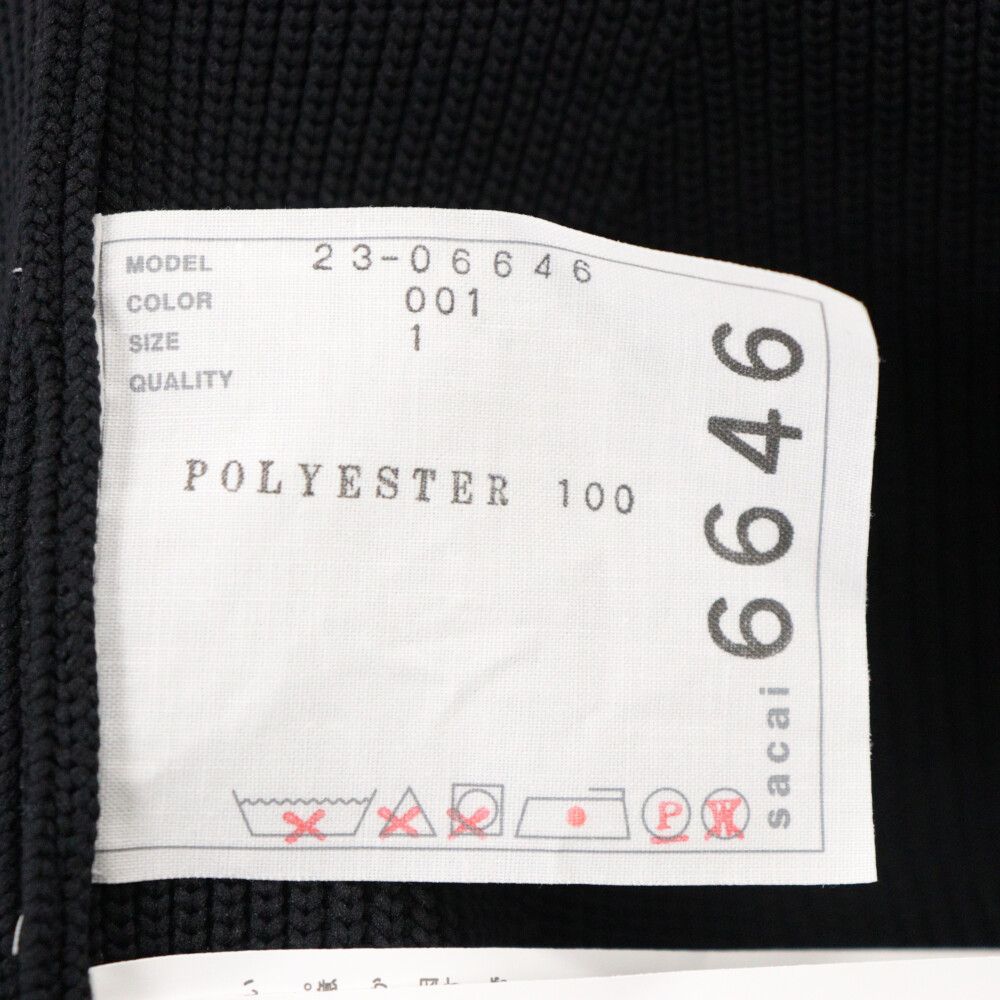 MODEL 23-06646
COLOR 001
SIZE 1
QUALITY
POLYESTER 100
sacai 6646
P
W